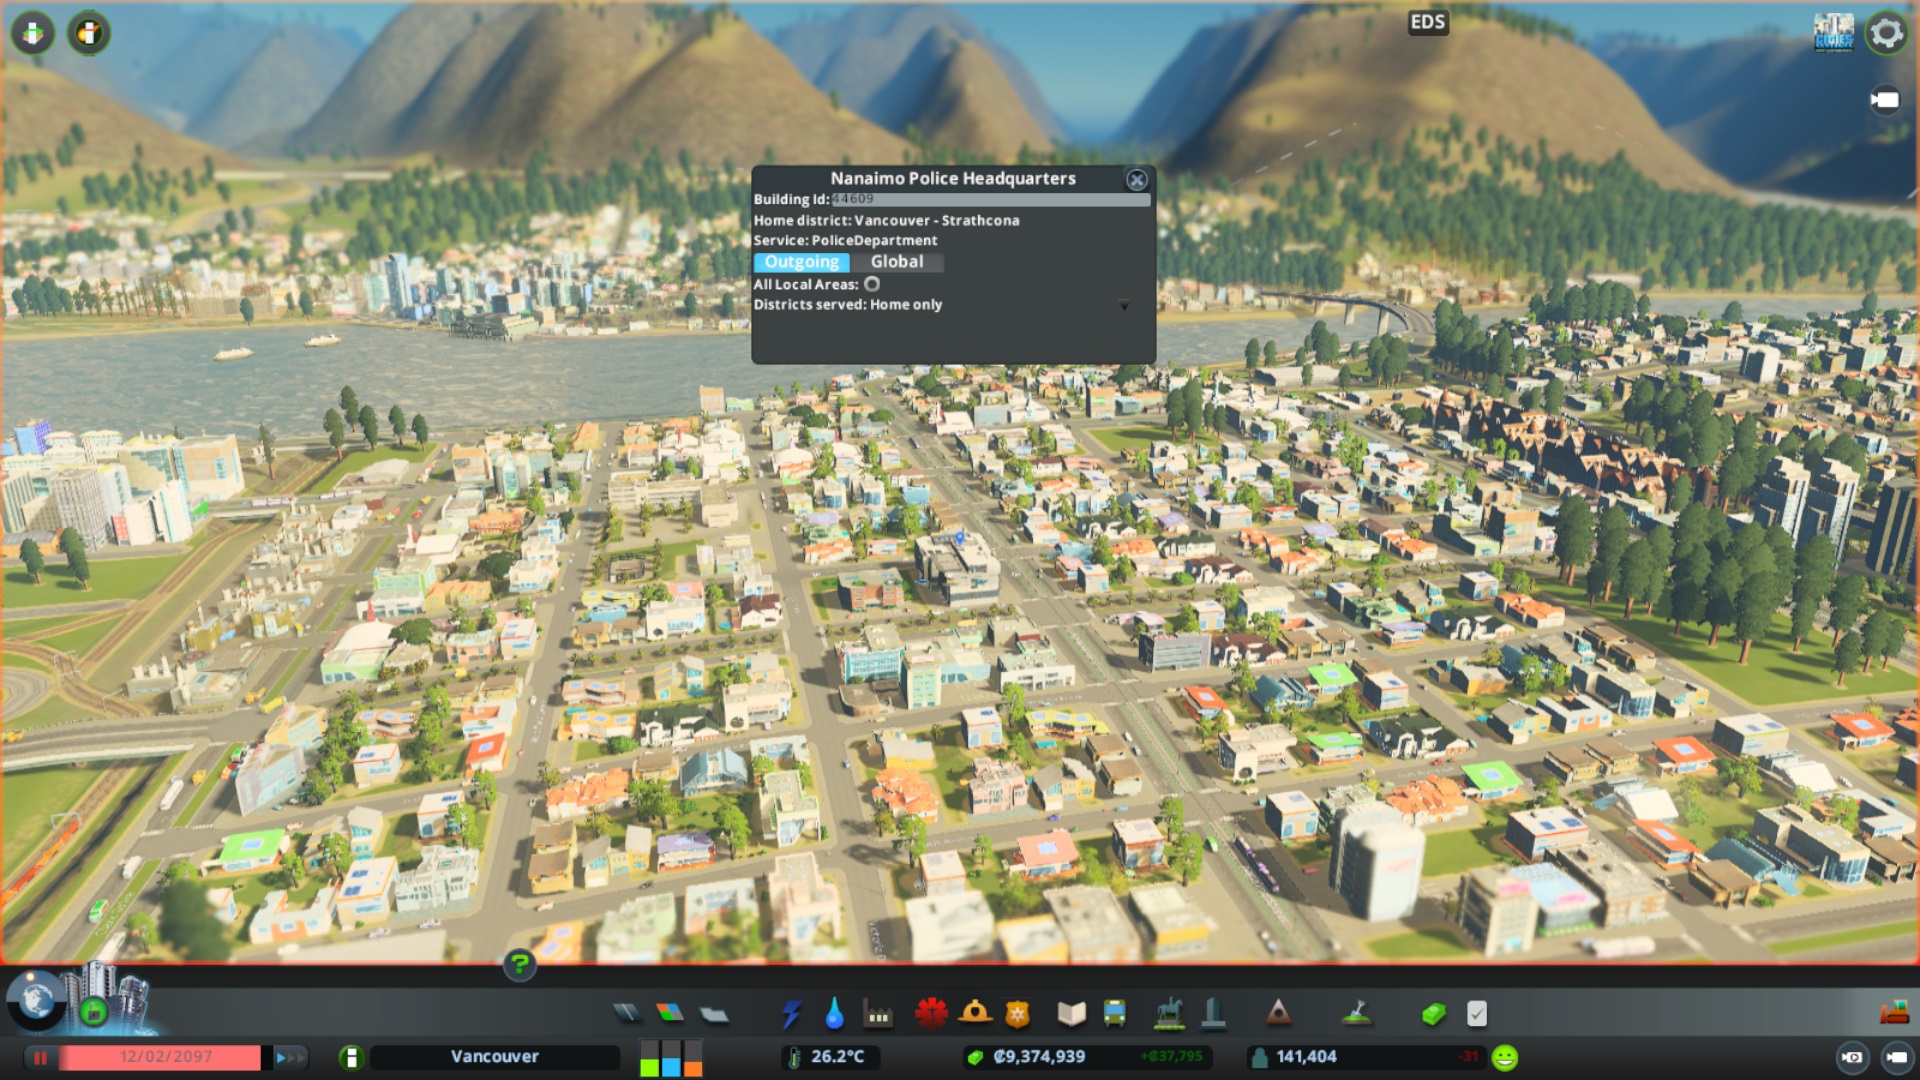 EDS
Nanaimo Police Headquarters
Building Id: 44609
Home district: Vancouver - Strathcona
Service: PoliceDepartment
Outgoing Global
All Local Areas:
Districts served: Home only
?
12/02/2097
Vancouver
26.2°C
₡9,374,939
+₡37,795
141,404
-31